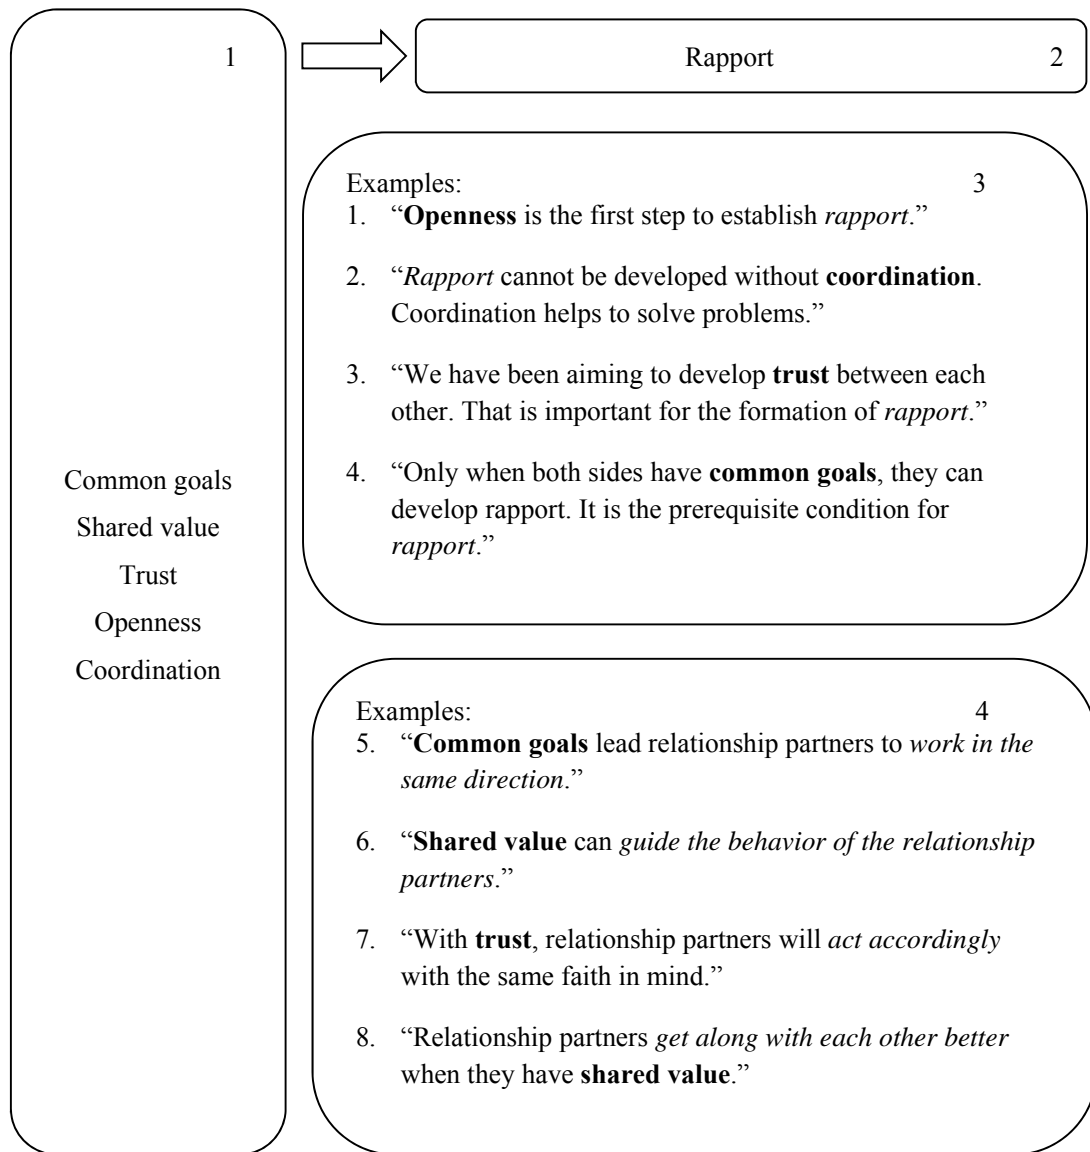 1
Rapport 2
Examples: 3
1. “Openness is the first step to establish rapport.”
2. “Rapport cannot be developed without coordination.
Coordination helps to solve problems.”
3. “We have been aiming to develop trust between each
other. That is important for the formation of rapport.”
4. “Only when both sides have common goals, they can
develop rapport. It is the prerequisite condition for
rapport.”
Common goals
Shared value
Trust
Openness
Coordination
Examples: 4
5. “Common goals lead relationship partners to work in the
same direction.”
6. “Shared value can guide the behavior of the relationship
partners.”
7. “With trust, relationship partners will act accordingly
with the same faith in mind.”
8. “Relationship partners get along with each other better
when they have shared value.”